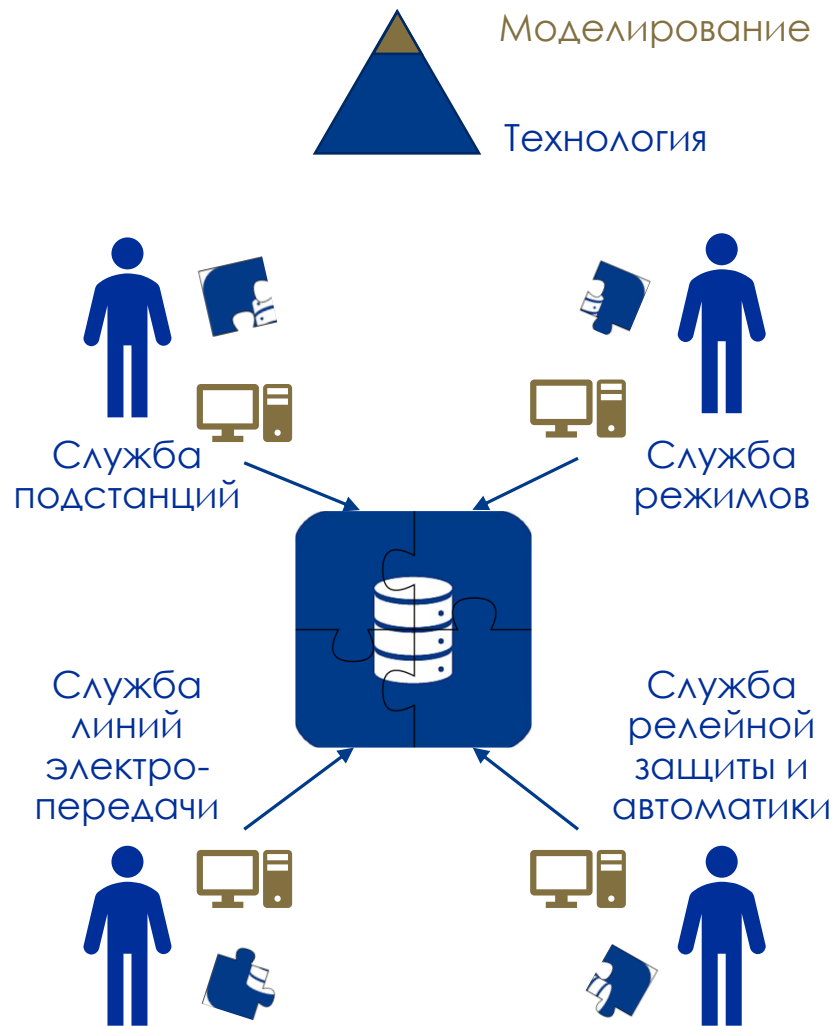 Моделирование
Технология
Служба
подстанций
Служба
режимов
Служба
линий
электро-
передачи
Служба
релейной
защиты и
автоматики